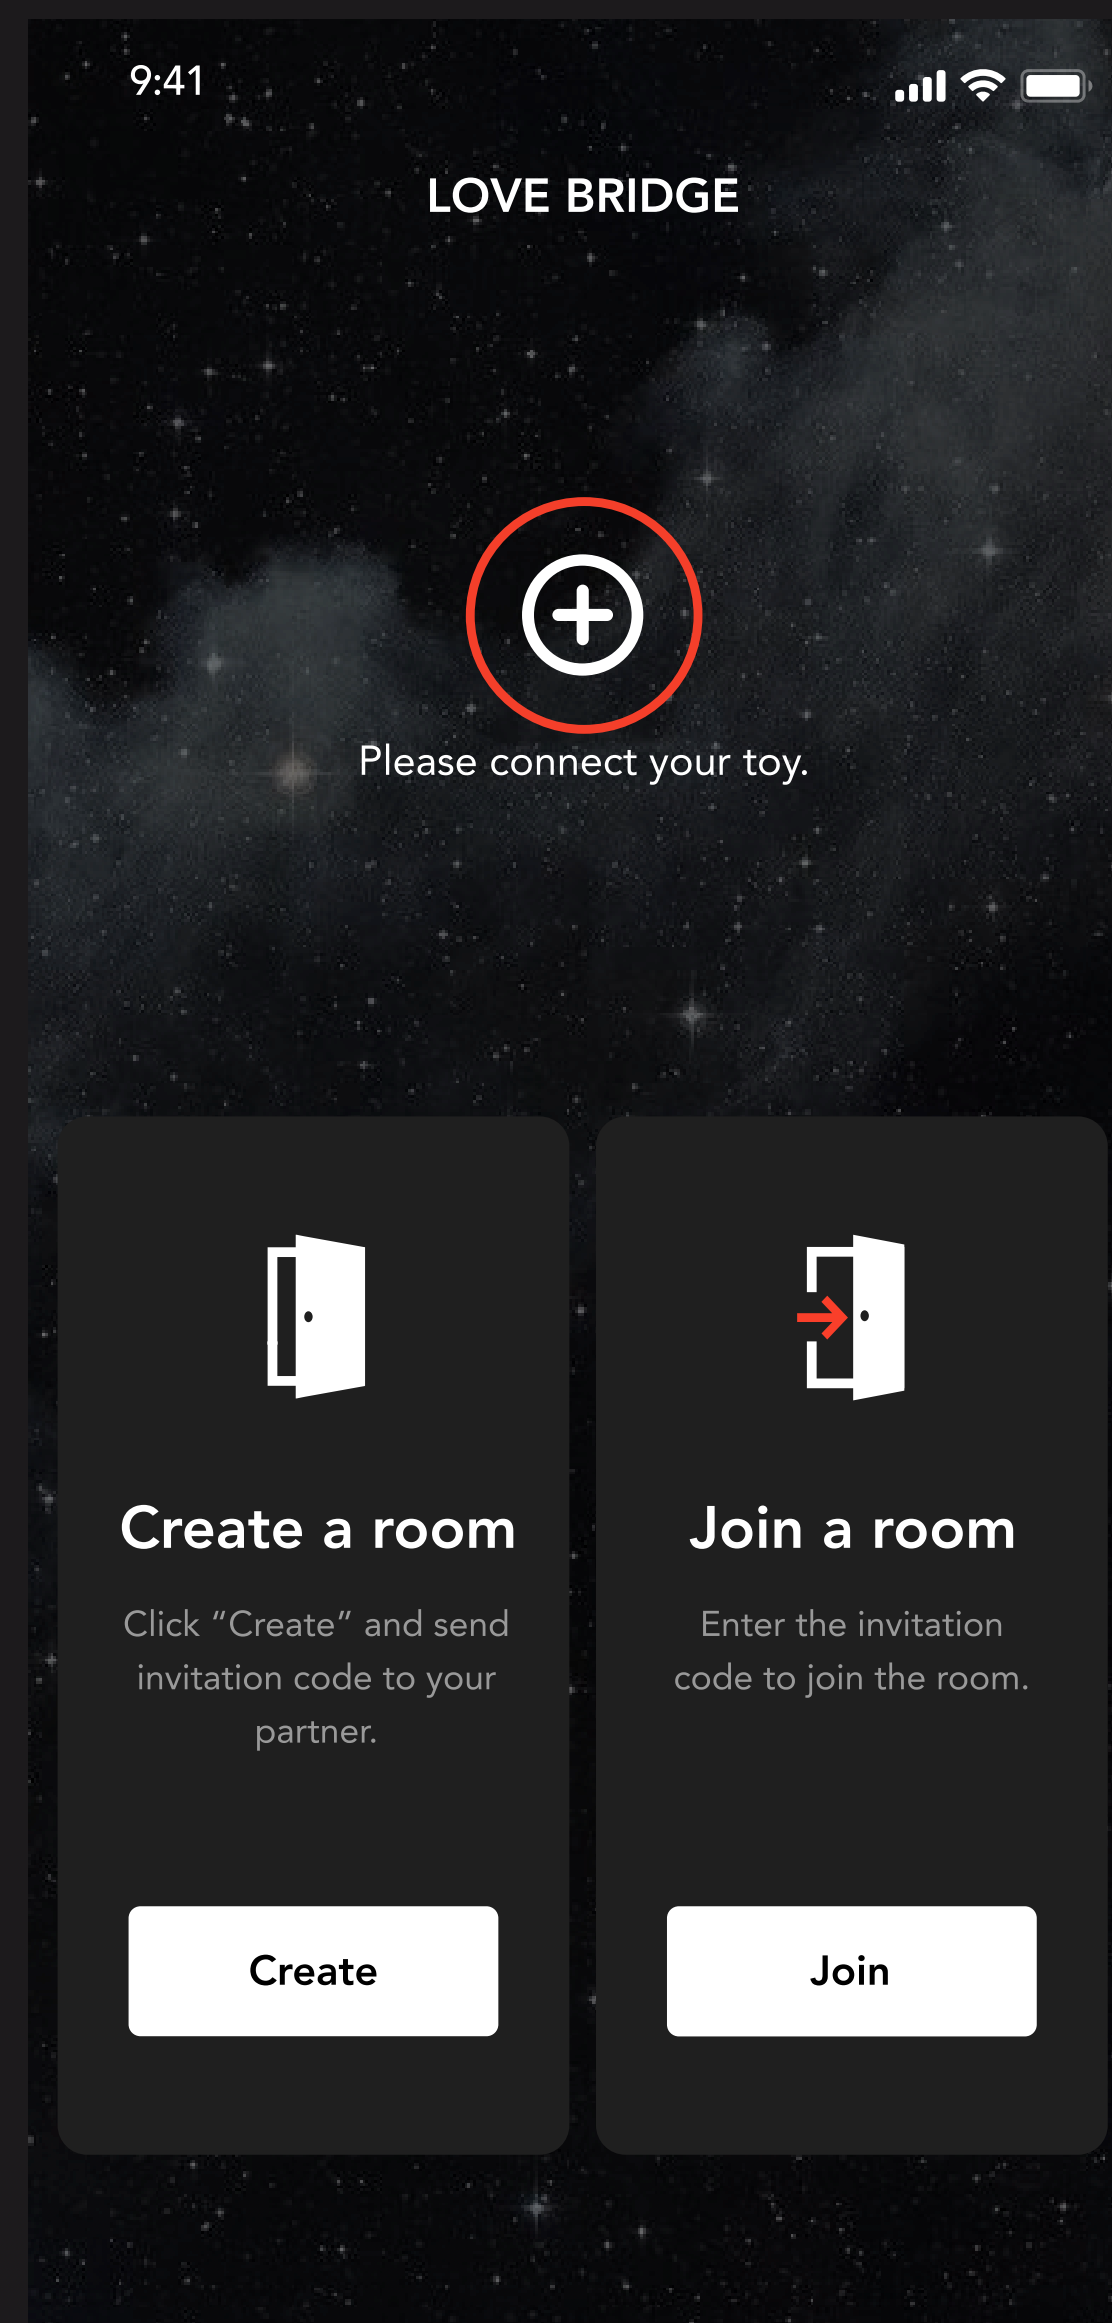 9:41
LOVE BRIDGE
Please connect your toy.
Create a room
Click “Create” and send
invitation code to your
partner.
Create
Join a room
Enter the invitation
code to join the room.
Join